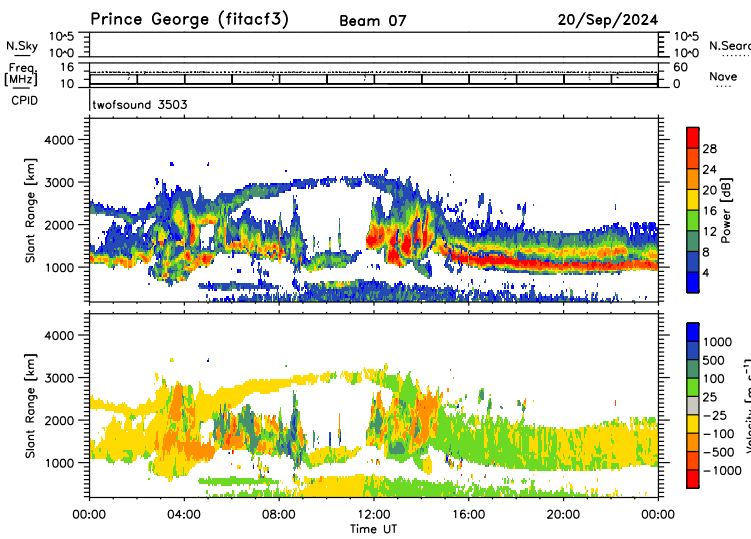 Prince George (fitacf3)
Beam 07
20/Sep/2024
N.Sky
10^5
10^0
10^5
10^0
N.Sear
Freq
[MHz]
16
10
60
0
Nave
CPID
twofsound 3503
4000
3000
2000
1000
Slant Range [km]
28
24
20
16
12
8
4
Power [dB]
4000
3000
2000
1000
Slant Range [km]
1000
500
100
25
-25
-100
-500
-1000
Velocity [m s⁻¹]
00:00
04:00
08:00
12:00
16:00
20:00
00:00
Time UT